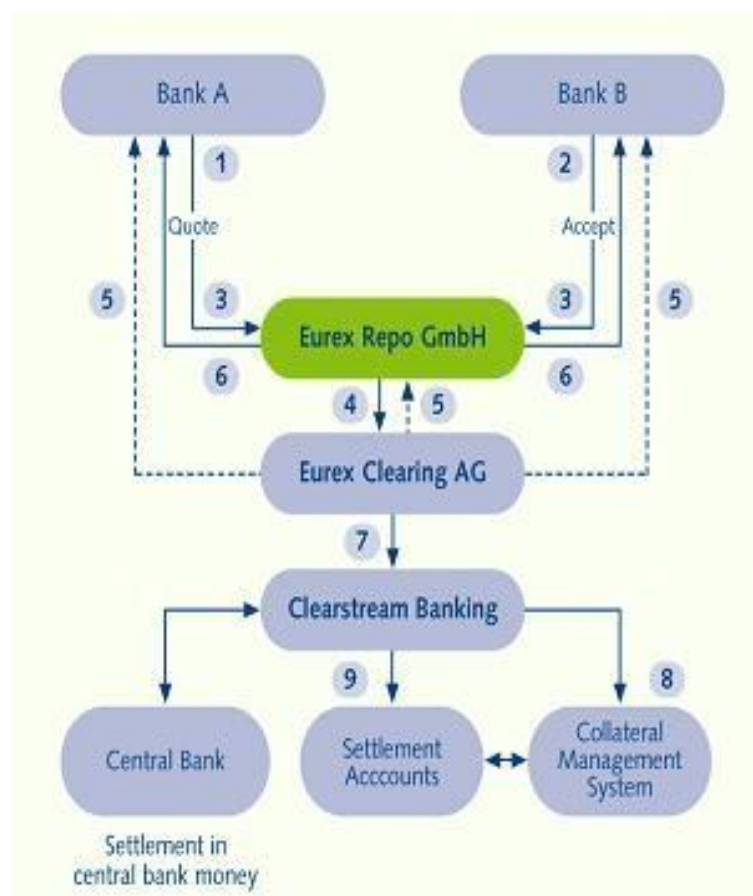 Bank A
Bank B
1
2
Quote
Accept
5
3
3
5
Eurex Repo GmbH
6
6
4
5
Eurex Clearing AG
7
Clearstream Banking
9
8
Central Bank
Settlement
Acccounts
Collateral
Management
System
Settlement in
central bank money